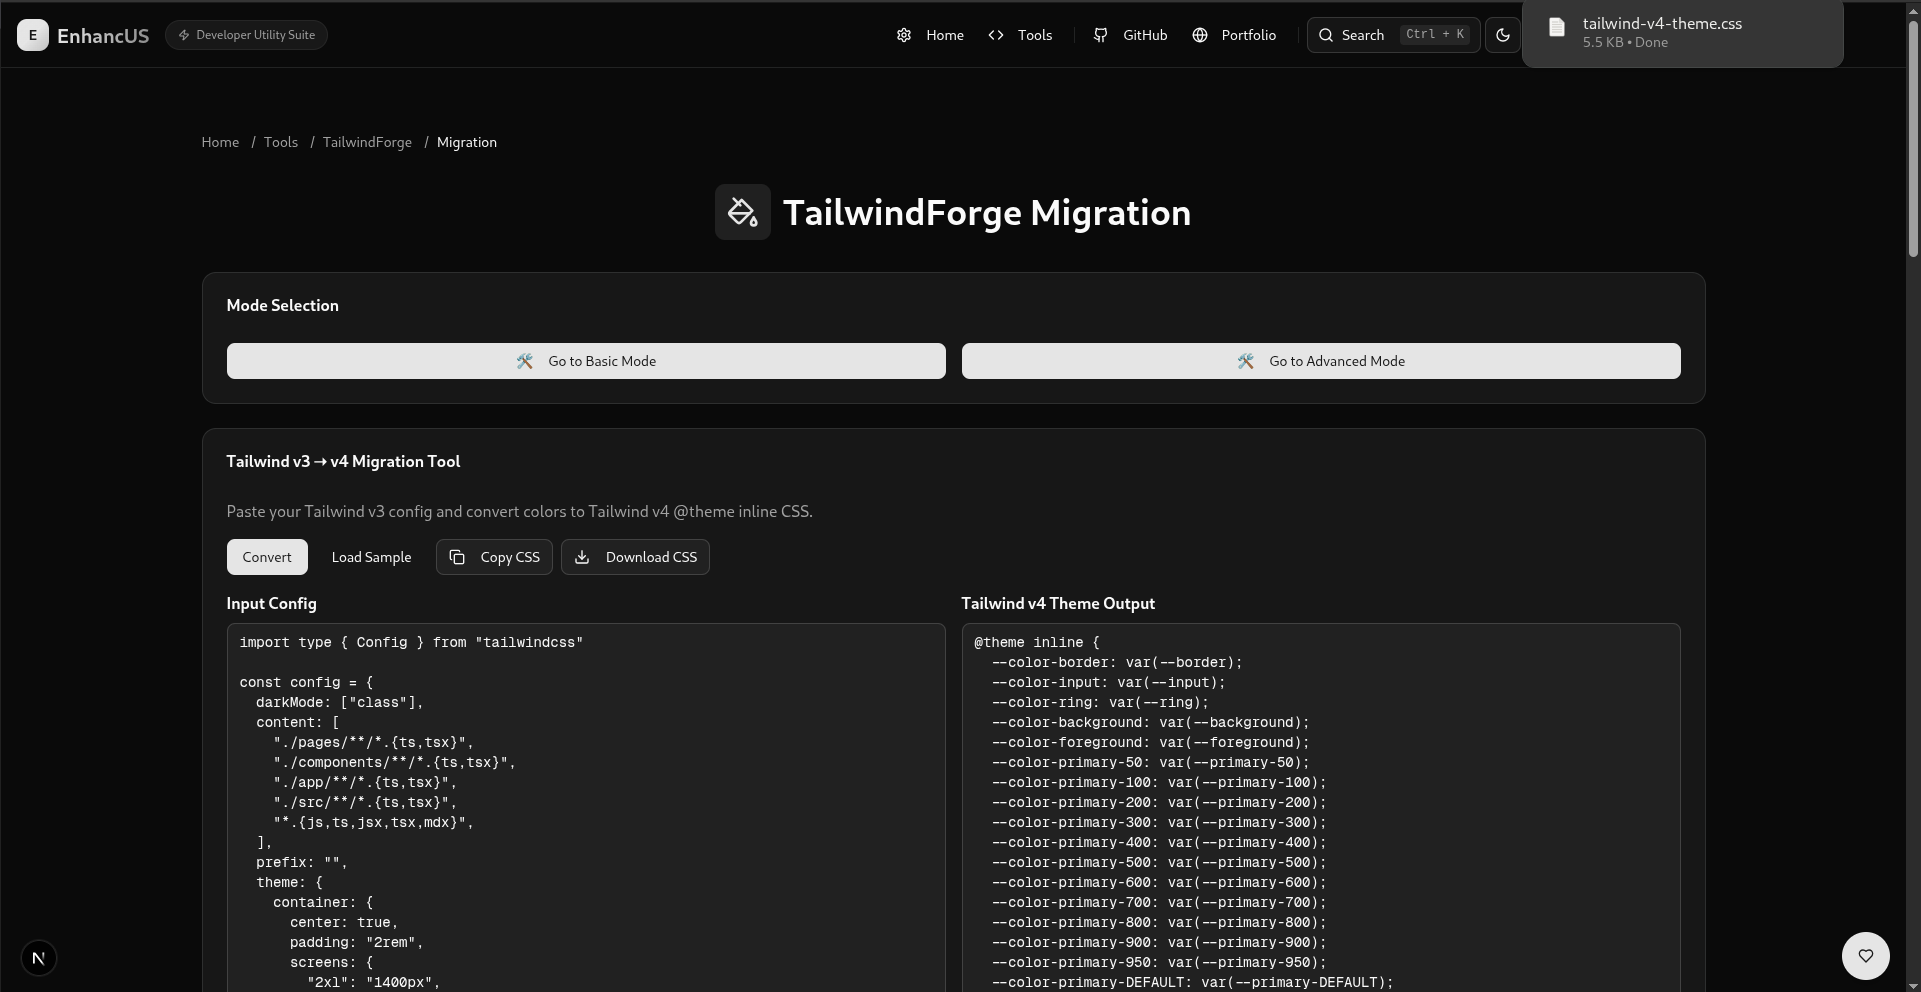 E EnhancUS Developer Utility Suite Home Tools GitHub Portfolio Search Ctrl + K
tailwind-v4-theme.css
5.5 KB • Done
Home / Tools / TailwindForge / Migration
TailwindForge Migration
Mode Selection
Go to Basic Mode
Go to Advanced Mode
Tailwind v3 → v4 Migration Tool
Paste your Tailwind v3 config and convert colors to Tailwind v4 @theme inline CSS.
Convert Load Sample Copy CSS Download CSS
Input Config
import type { Config } from "tailwindcss"
const config = {
darkMode: ["class"],
content: [
"./pages/**/*.{ts,tsx}",
"./components/**/*.{ts,tsx}",
"./app/**/*.{ts,tsx}",
"./src/**/*.{ts,tsx}",
"*.{js,ts,jsx,tsx,mdx}",
],
prefix: "",
theme: {
container: {
center: true,
padding: "2rem",
screens: {
"2xl": "1400px",
Tailwind v4 Theme Output
@theme inline {
--color-border: var(--border);
--color-input: var(--input);
--color-ring: var(--ring);
--color-background: var(--background);
--color-foreground: var(--foreground);
--color-primary-50: var(--primary-50);
--color-primary-100: var(--primary-100);
--color-primary-200: var(--primary-200);
--color-primary-300: var(--primary-300);
--color-primary-400: var(--primary-400);
--color-primary-500: var(--primary-500);
--color-primary-600: var(--primary-600);
--color-primary-700: var(--primary-700);
--color-primary-800: var(--primary-800);
--color-primary-900: var(--primary-900);
--color-primary-950: var(--primary-950);
--color-primary-DEFAULT: var(--primary-DEFAULT);
N